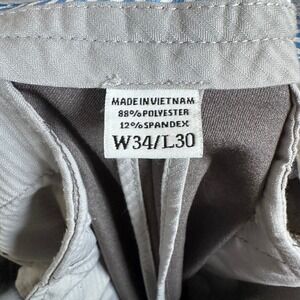 MADE IN VIETNAM
88% POLYESTER
12% SPANDEX
W34/L30